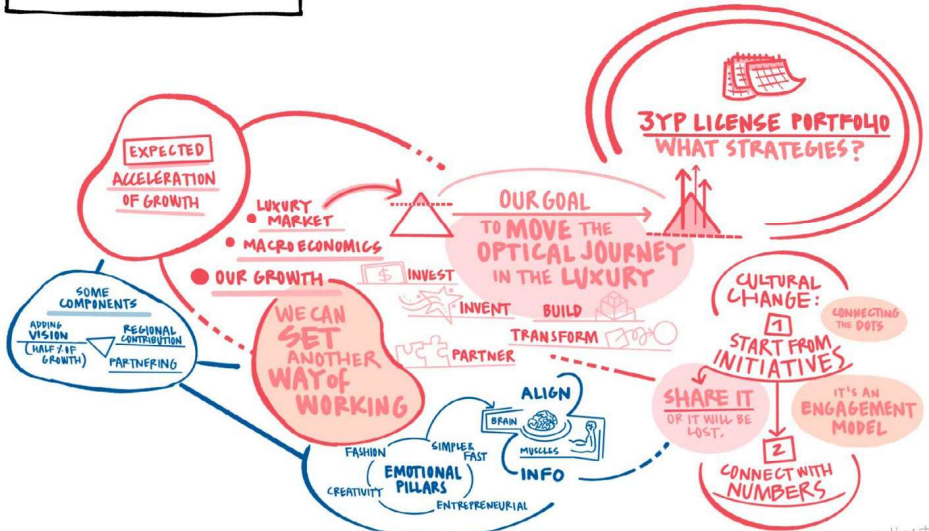 EXPECTED
ACCELERATION
OF GROWTH
LUXURY
MARKET
MACROECONOMICS
OUR GROWTH
3YP LICENSE PORTFOLIO
WHAT STRATEGIES?
OUR GOAL
TO MOVE THE
OPTICAL JOURNEY
IN THE LUXURY
$ INVEST
INVENT
BUILD
TRANSFORM
PARTNER
SOME
COMPONENTS
ADDING
VISION
(HALF % OF
GROWTH)
REGIONAL
CONTRIBUTION
PARTNERING
WE CAN
SET
ANOTHER
WAY OF
WORKING
ALIGN
BRAIN
MUSCLES
INFO
FASHION
SIMPLE &
FAST
EMOTIONAL
PILLARS
CREATIVITY
ENTREPRENEURIAL
CULTURAL
CHANGE:
1
START FROM
INITIATIVES
CONNECTING
THE DOTS
SHARE IT
OR IT WILL BE
LOST.
IT'S AN
ENGAGEMENT
MODEL
2
CONNECT WITH
NUMBERS